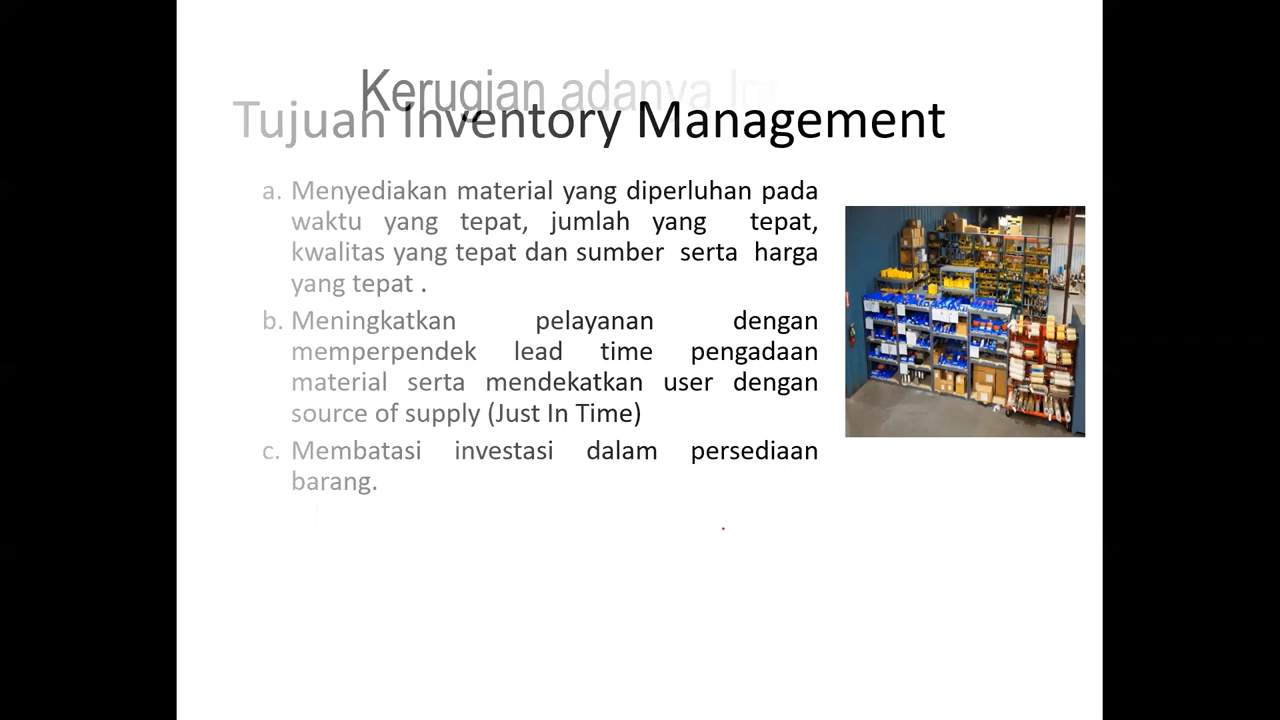 Kerugian adanya
Tujuan Inventory Management
a. Menyediakan material yang diperluhan pada
waktu yang tepat, jumlah yang tepat,
kwalitas yang tepat dan sumber serta harga
yang tepat .
b. Meningkatkan pelayanan dengan
memperpendek lead time pengadaan
material serta mendekatkan user dengan
source of supply (Just In Time)
c. Membatasi investasi dalam persediaan
barang.